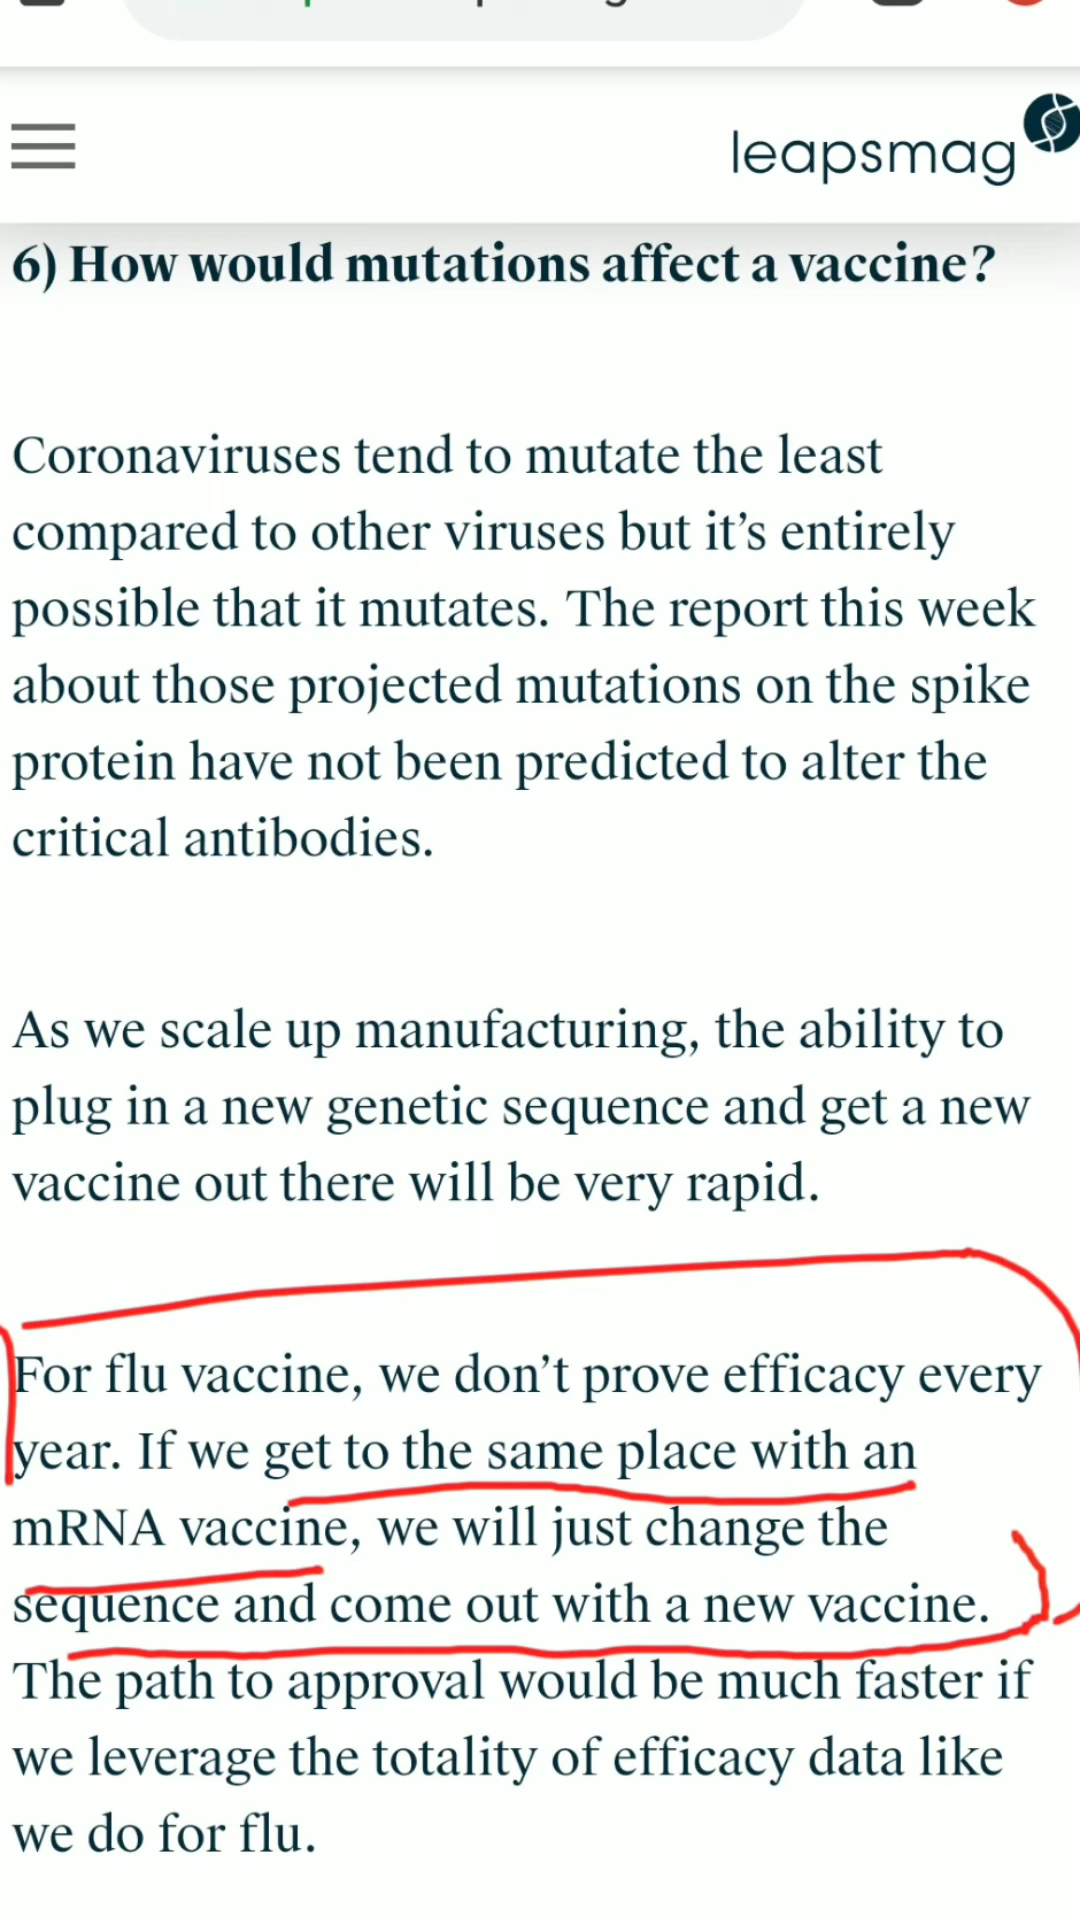 leapsmag
6) How would mutations affect a vaccine?
Coronaviruses tend to mutate the least
compared to other viruses but it’s entirely
possible that it mutates. The report this week
about those projected mutations on the spike
protein have not been predicted to alter the
critical antibodies.
As we scale up manufacturing, the ability to
plug in a new genetic sequence and get a new
vaccine out there will be very rapid.
For flu vaccine, we don’t prove efficacy every
year. If we get to the same place with an
mRNA vaccine, we will just change the
sequence and come out with a new vaccine.
The path to approval would be much faster if
we leverage the totality of efficacy data like
we do for flu.